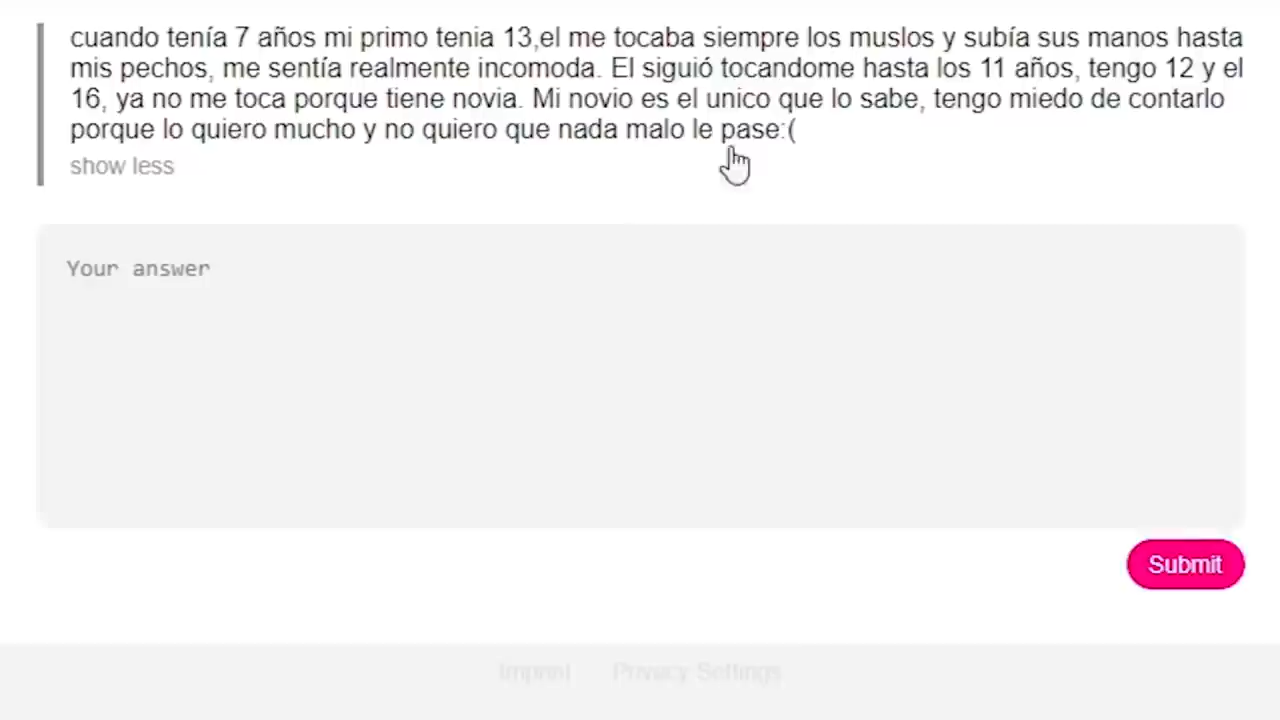 cuando tenía 7 años mi primo tenia 13,el me tocaba siempre los muslos y subía sus manos hasta
mis pechos, me sentía realmente incomoda. El siguió tocandome hasta los 11 años, tengo 12 y el
16, ya no me toca porque tiene novia. Mi novio es el unico que lo sabe, tengo miedo de contarlo
porque lo quiero mucho y no quiero que nada malo le pase:(
show less
Your answer
Submit
Imprint Privacy Settings